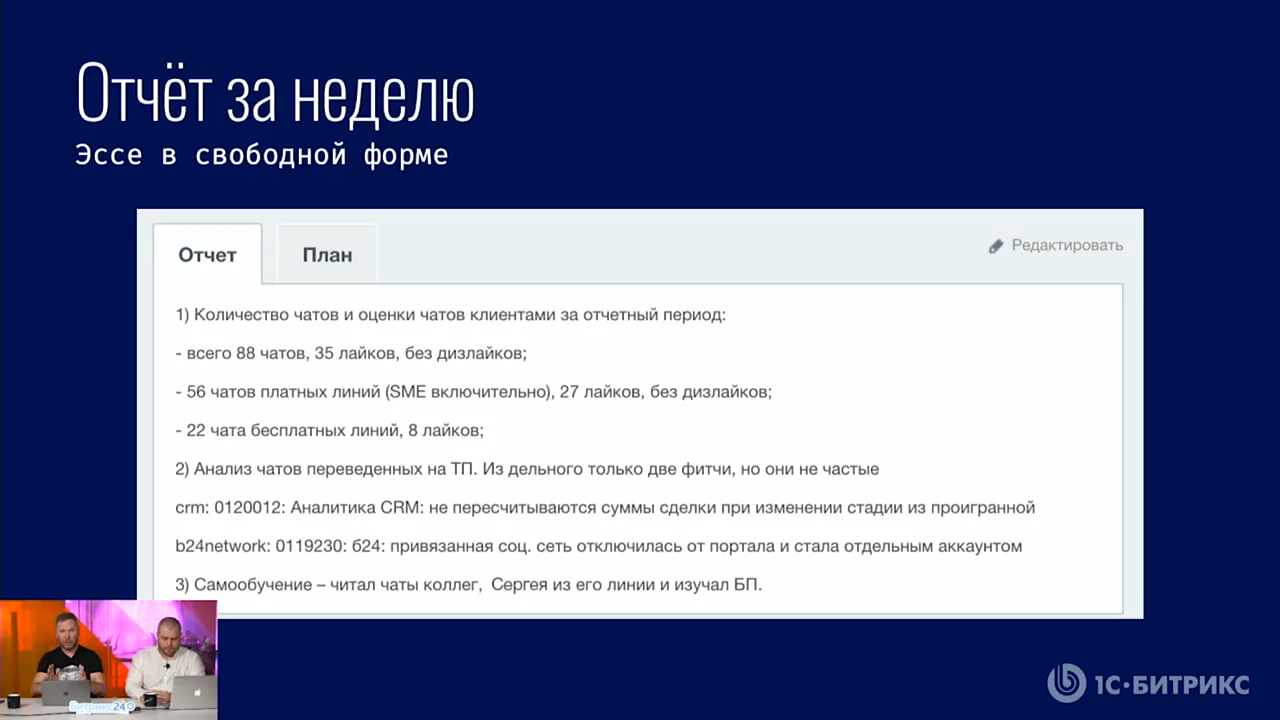 Отчёт за неделю
Эссе в свободной форме
Отчет
План
Редактировать
1) Количество чатов и оценки чатов клиентами за отчетный период:
- всего 88 чатов, 35 лайков, без дизлайков;
- 56 чатов платных линий (SME включительно), 27 лайков, без дизлайков;
- 22 чата бесплатных линий, 8 лайков;
2) Анализ чатов переведенных на ТП. Из дельного только две фитчи, но они не частые
crm: 0120012: Аналитика CRM: не пересчитываются суммы сделки при изменении стадии из проигранной
b24network: 0119230: б24: привязанная соц. сеть отключилась от портала и стала отдельным аккаунтом
3) Самообучение – читал чаты коллег, Сергея из его линии и изучал БП.
Битрикс24
1С·БИТРИКС